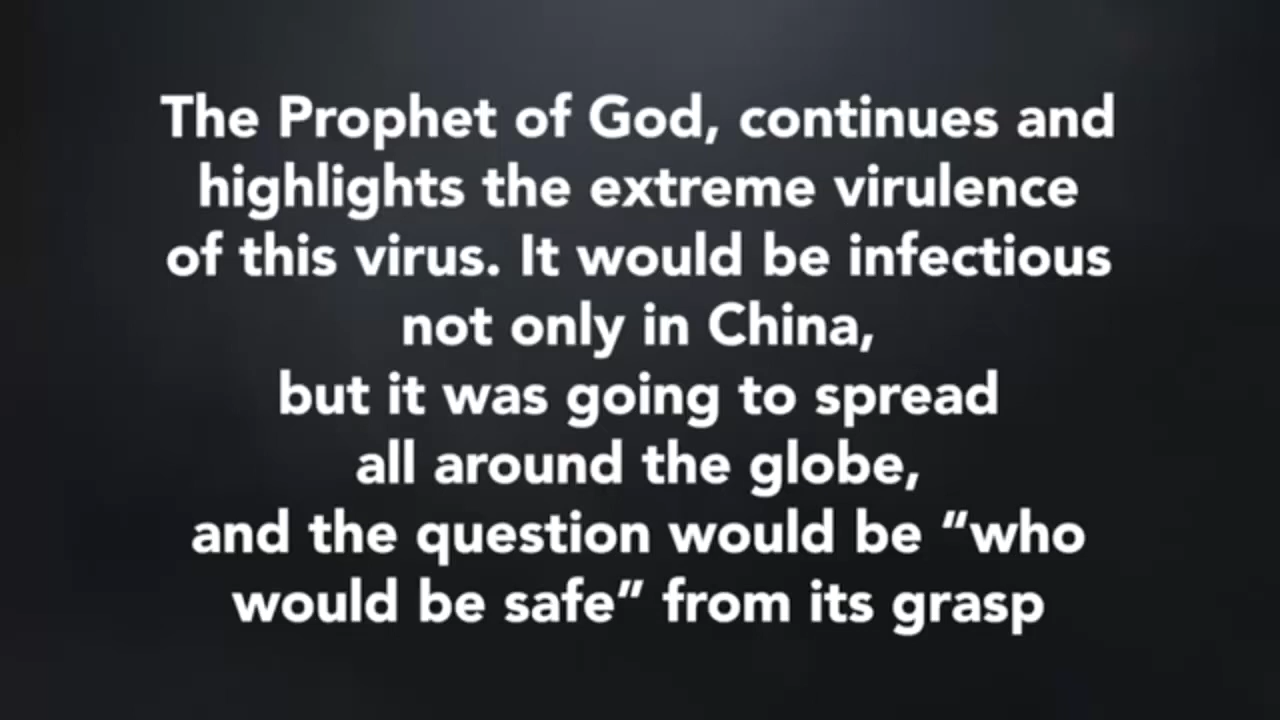 The Prophet of God, continues and
highlights the extreme virulence
of this virus. It would be infectious
not only in China,
but it was going to spread
all around the globe,
and the question would be “who
would be safe” from its grasp